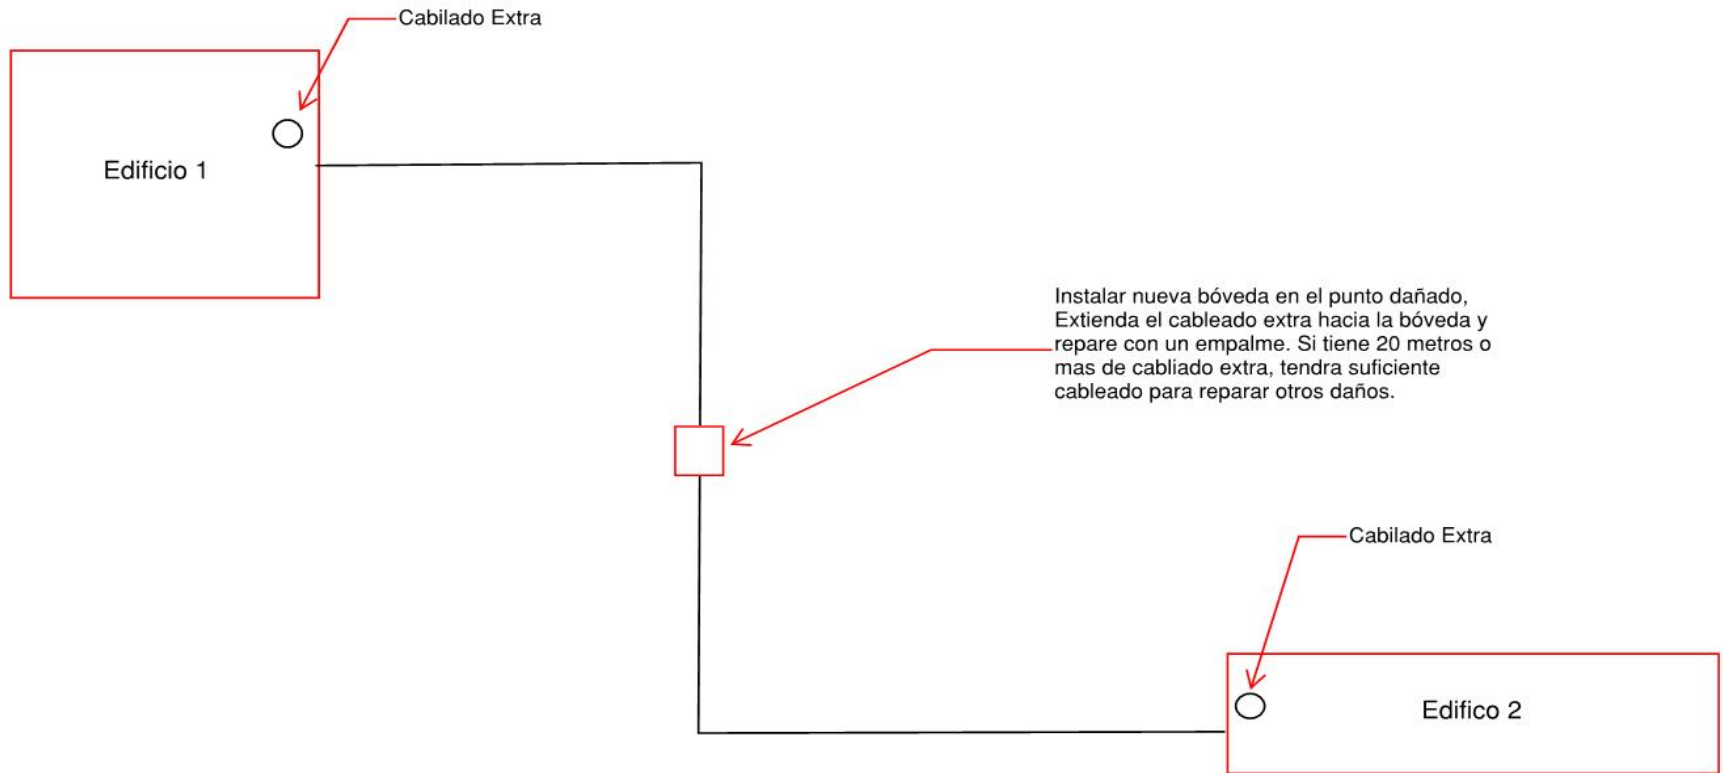 Cabilado Extra
Edificio 1
Instalar nueva bóveda en el punto dañado,
Extienda el cableado extra hacia la bóveda y
repare con un empalme. Si tiene 20 metros o
mas de cabliado extra, tendra suficiente
cableado para reparar otros daños.
Cabilado Extra
Edifico 2